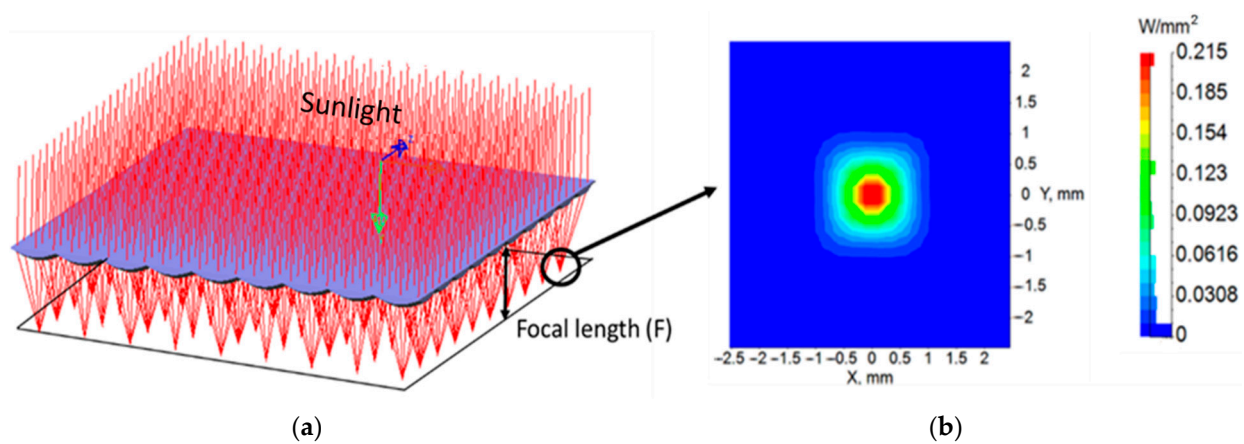 Sunlight
z
Focal length (F)
W/mm2
0.215
0.185
0.154
0.123
0.0923
0.0616
0.0308
0
2
1.5
1
0.5
0 Y, mm
−0.5
−1
−1.5
−2
−2.5 −2 −1.5 −1 −0.5 0 0.5 1 1.5 2
X, mm
(a)
(b)